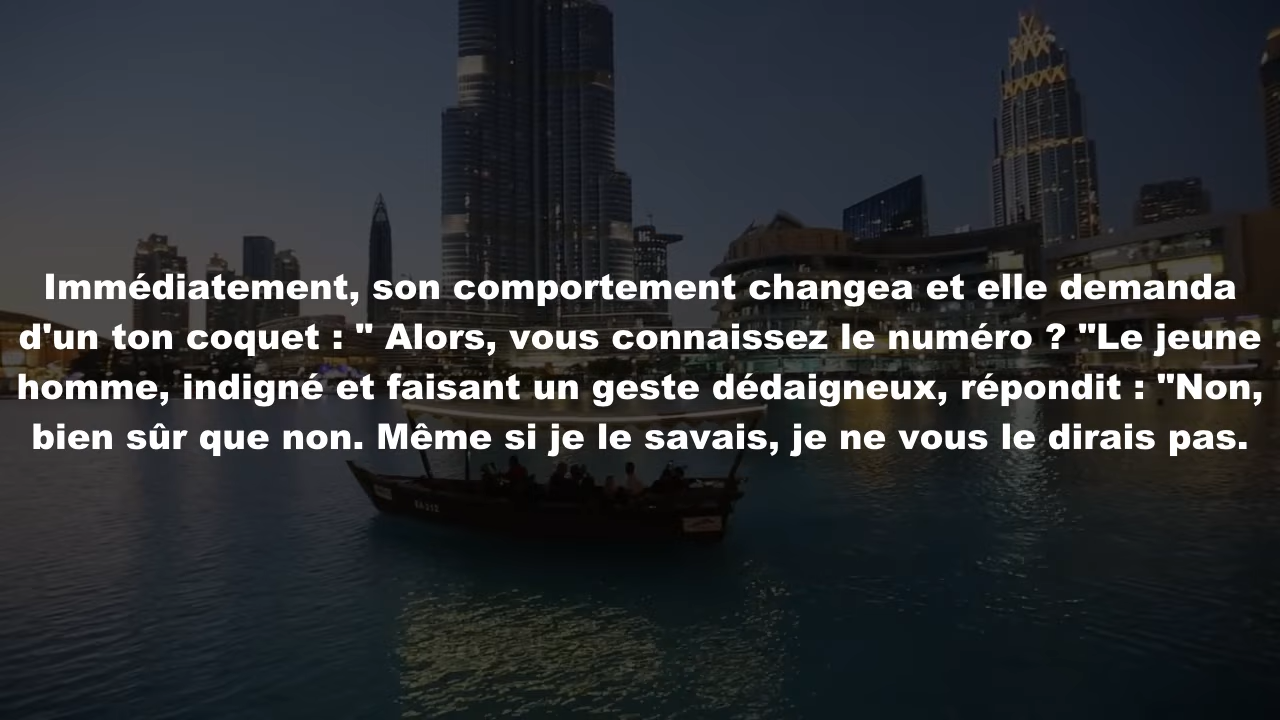 Immédiatement, son comportement changea et elle demanda
d'un ton coquet : " Alors, vous connaissez le numéro ? "Le jeune
homme, indigné et faisant un geste dédaigneux, répondit : "Non,
bien sûr que non. Même si je le savais, je ne vous le dirais pas.